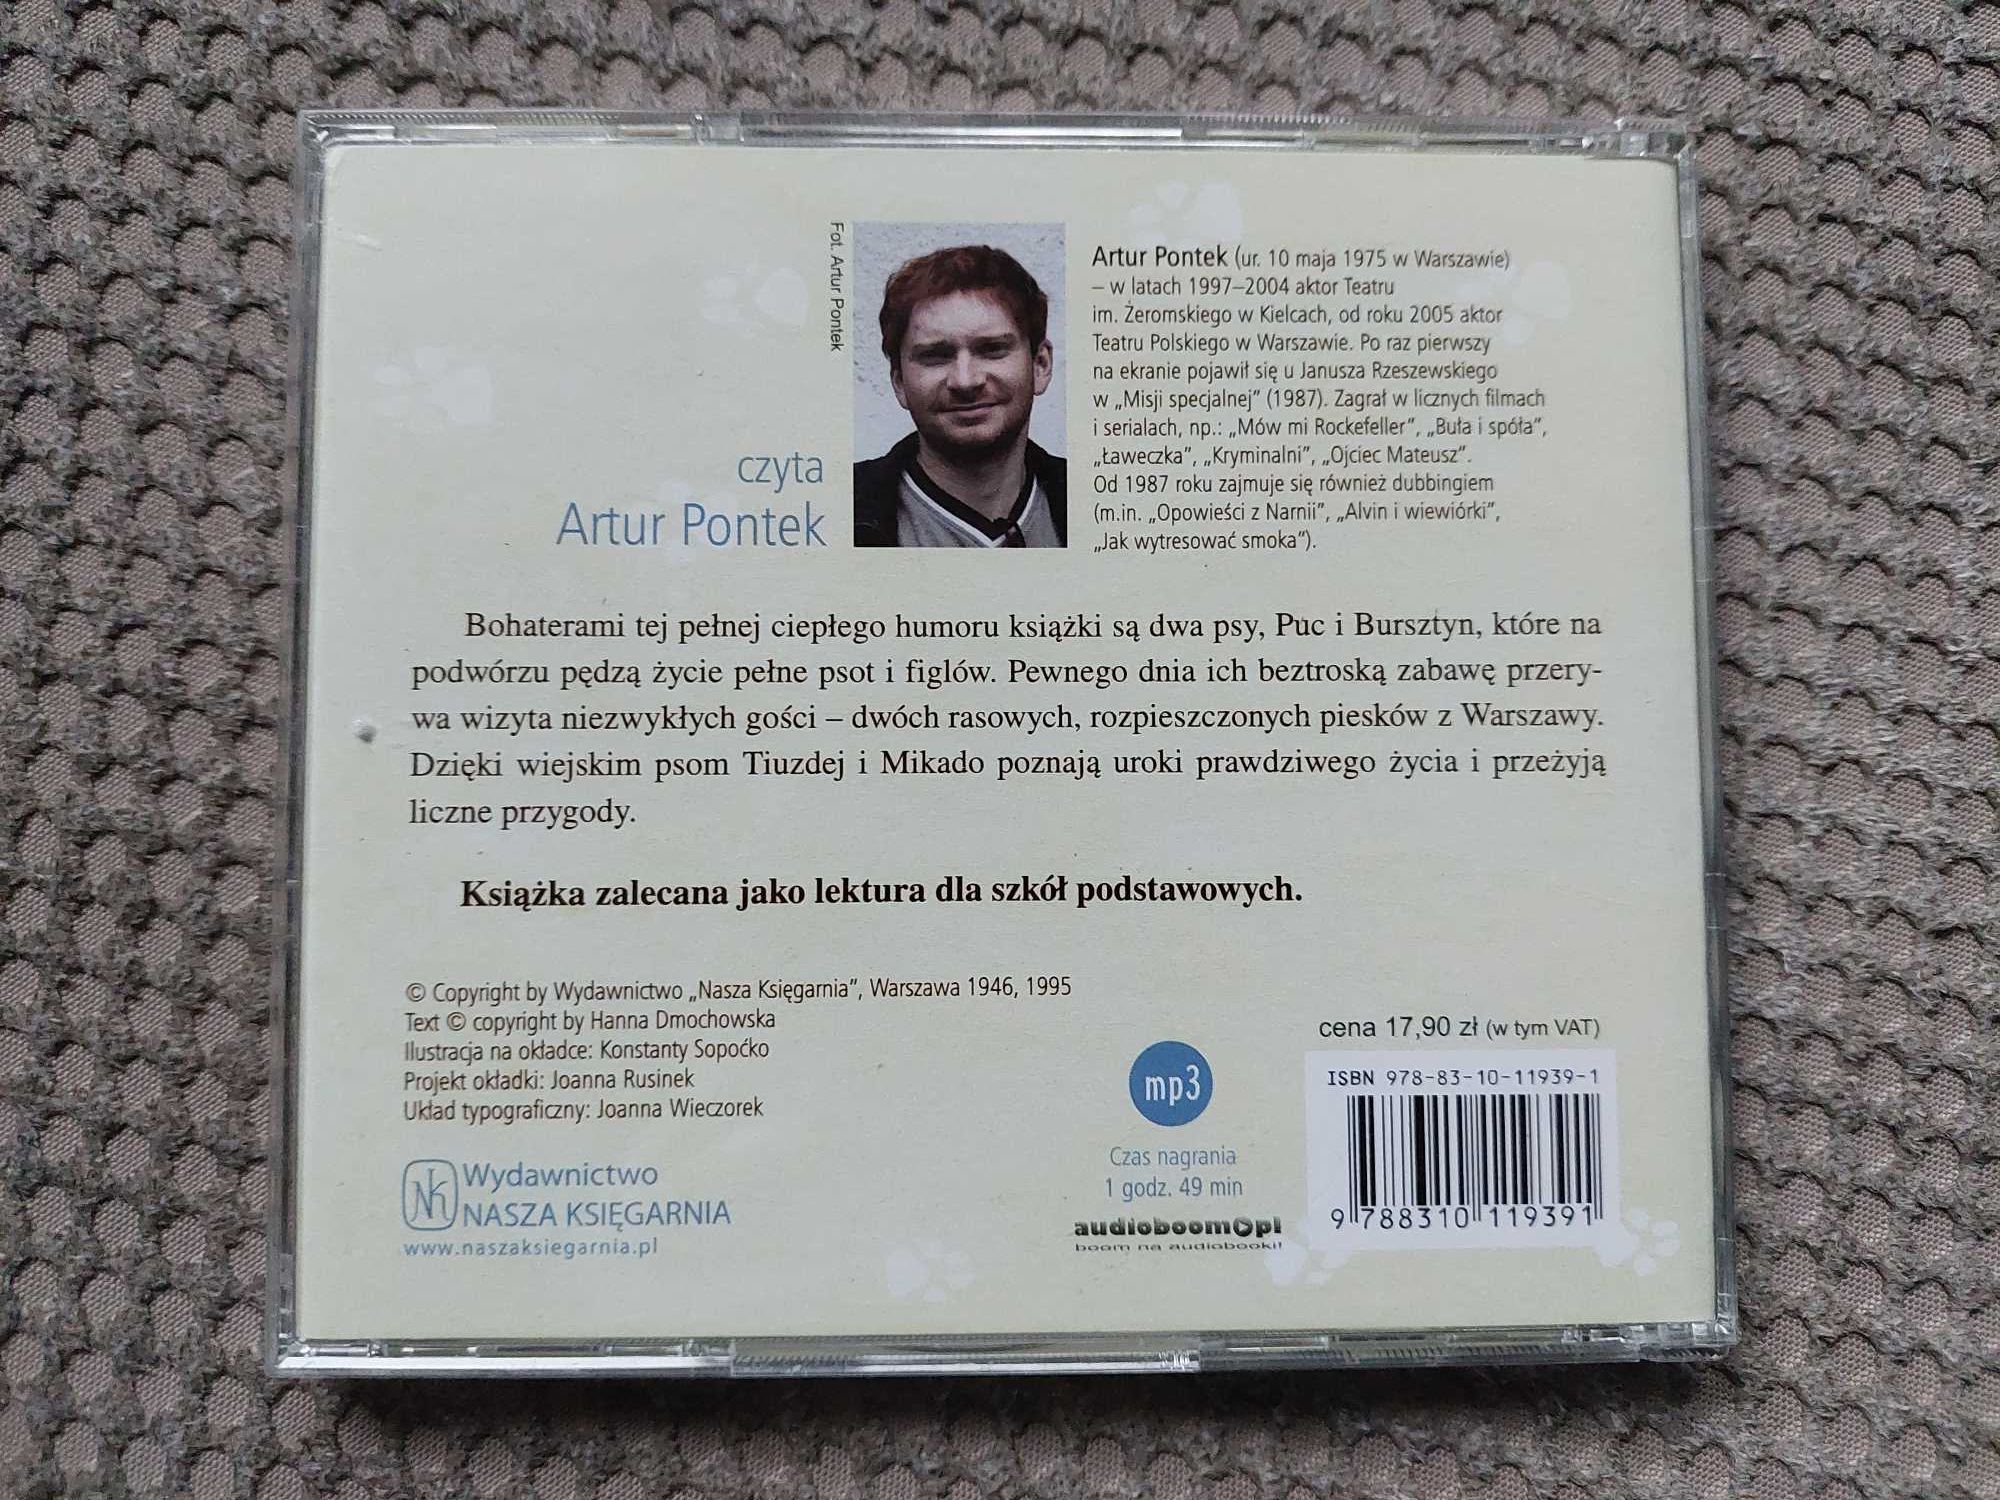 Fot. Artur Pontek
czyta
Artur Pontek
Artur Pontek (ur. 10 maja 1975 w Warszawie)
– w latach 1997–2004 aktor Teatru
im. Żeromskiego w Kielcach, od roku 2005 aktor
Teatru Polskiego w Warszawie. Po raz pierwszy
na ekranie pojawił się u Janusza Rzeszewskiego
w „Misji specjalnej” (1987). Zagrał w licznych filmach
i serialach, np.: „Mów mi Rockefeller”, „Buła i spóła”,
„Ławeczka”, „Kryminalni”, „Ojciec Mateusz”.
Od 1987 roku zajmuje się również dubbingiem
(m.in. „Opowieści z Narnii”, „Alvin i wiewiórki”,
„Jak wytresować smoka”).
Bohaterami tej pełnej ciepłego humoru książki są dwa psy, Puc i Bursztyn, które na
podwórzu pędzą życie pełne psot i figlów. Pewnego dnia ich beztroską zabawę przery-
wa wizyta niezwykłych gości – dwóch rasowych, rozpieszczonych piesków z Warszawy.
Dzięki wiejskim psom Tiuzdej i Mikado poznają uroki prawdziwego życia i przeżyją
liczne przygody.
Książka zalecana jako lektura dla szkół podstawowych.
© Copyright by Wydawnictwo „Nasza Księgarnia”, Warszawa 1946, 1995
Text © copyright by Hanna Dmochowska
Ilustracja na okładce: Konstanty Sopoćko
Projekt okładki: Joanna Rusinek
Układ typograficzny: Joanna Wieczorek
NK Wydawnictwo
NASZA KSIĘGARNIA
www.naszaksiegarnia.pl
mp3
Czas nagrania
1 godz. 49 min
audioboom.pl
boom na audiobooki!
cena 17,90 zł (w tym VAT)
ISBN 978-83-10-11939-1
9 788310 119391